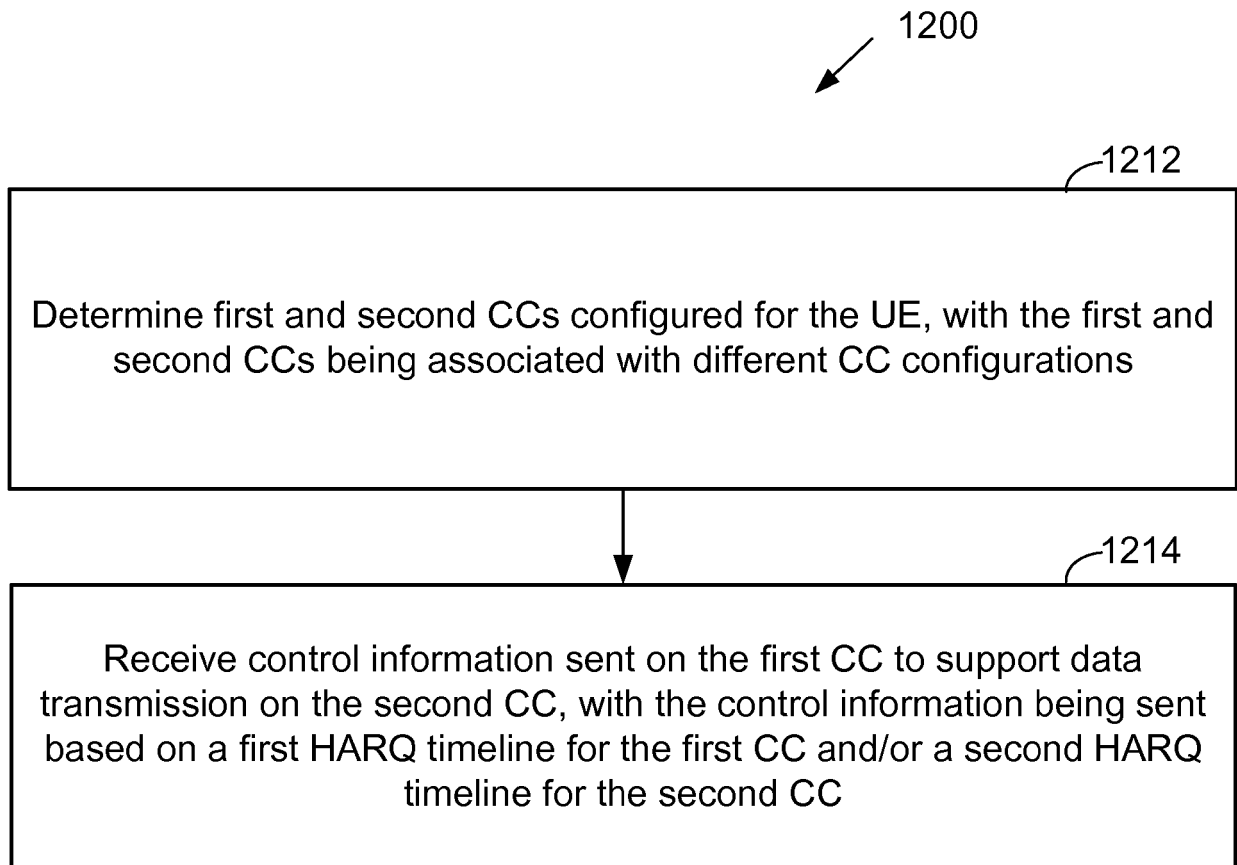 1200
1212
Determine first and second CCs configured for the UE, with the first and
second CCs being associated with different CC configurations
1214
Receive control information sent on the first CC to support data
transmission on the second CC, with the control information being sent
based on a first HARQ timeline for the first CC and/or a second HARQ
timeline for the second CC